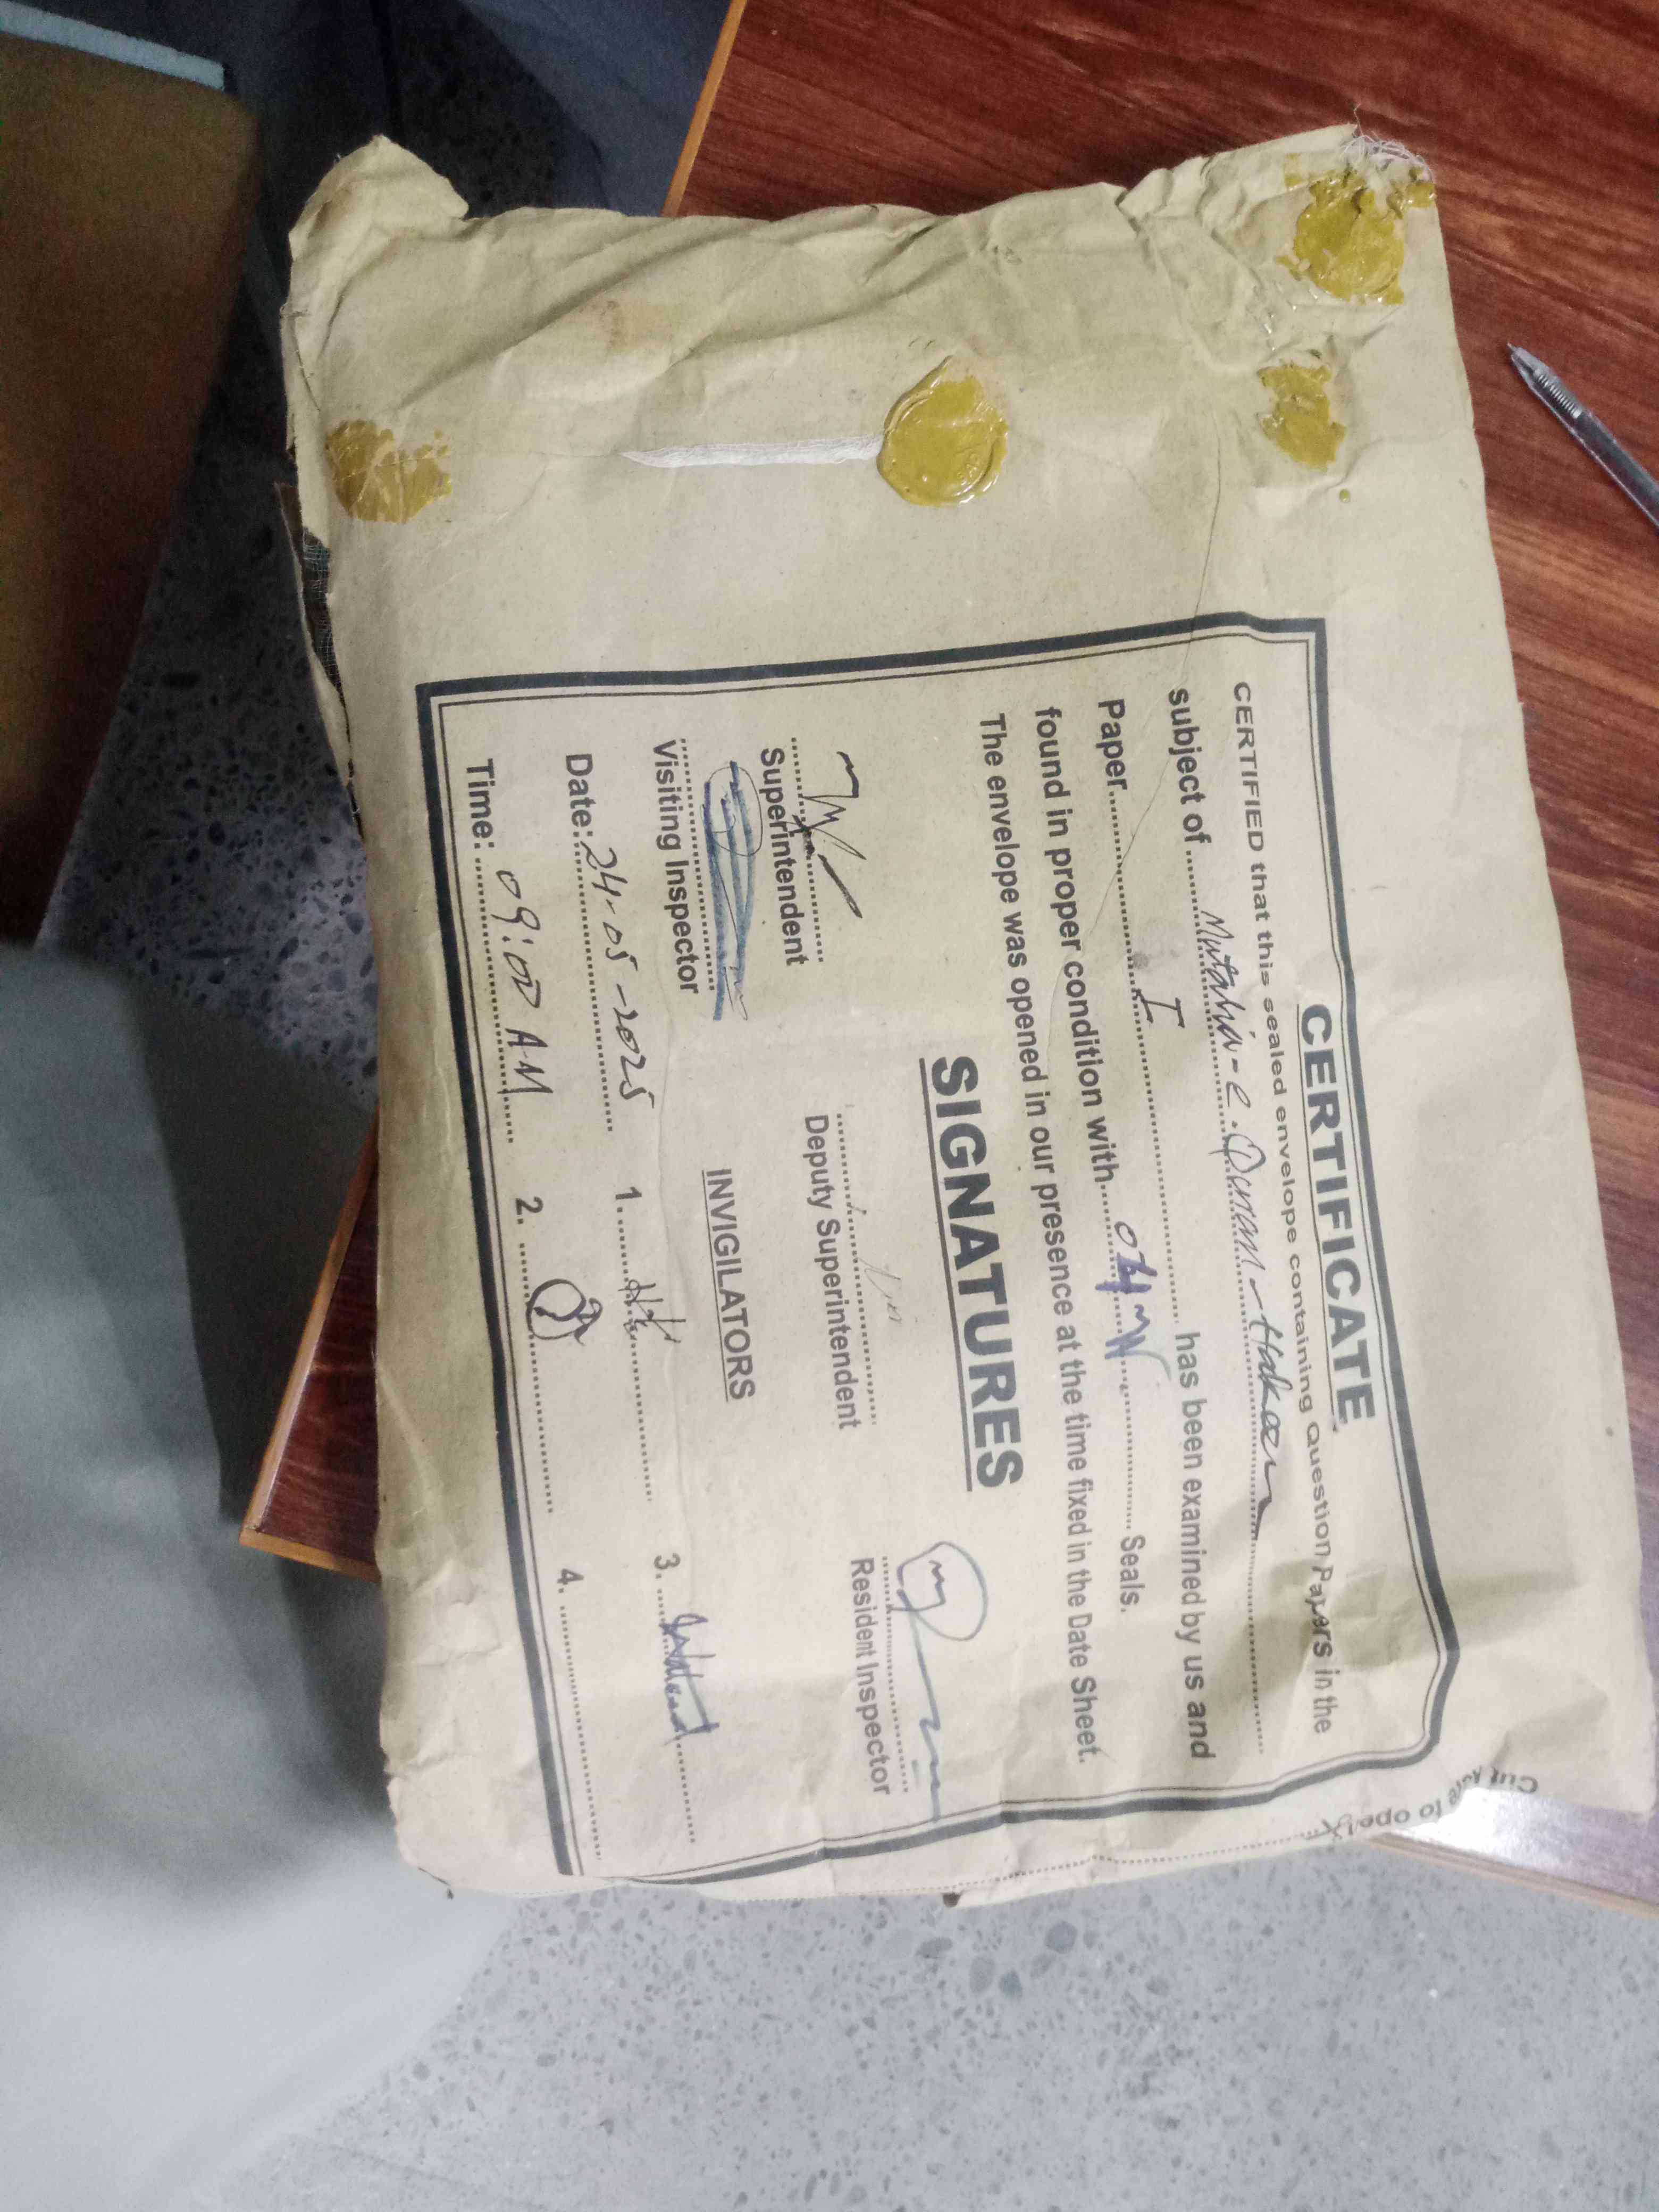 CERTIFICATE
CERTIFIED that this sealed envelope containing Question Papers in the
subject of Mutalia-e-Quran-Hakeem
Paper I has been examined by us and
found in proper condition with 04 Seals.
The envelope was opened in our presence at the time fixed in the Date Sheet.
SIGNATURES
Superintendent
Deputy Superintendent
Resident Inspector
Visiting Inspector
INVIGILATORS
Date: 24-05-2025
1.
3.
Time: 09:00 A-M
2.
4.
Cut here to open